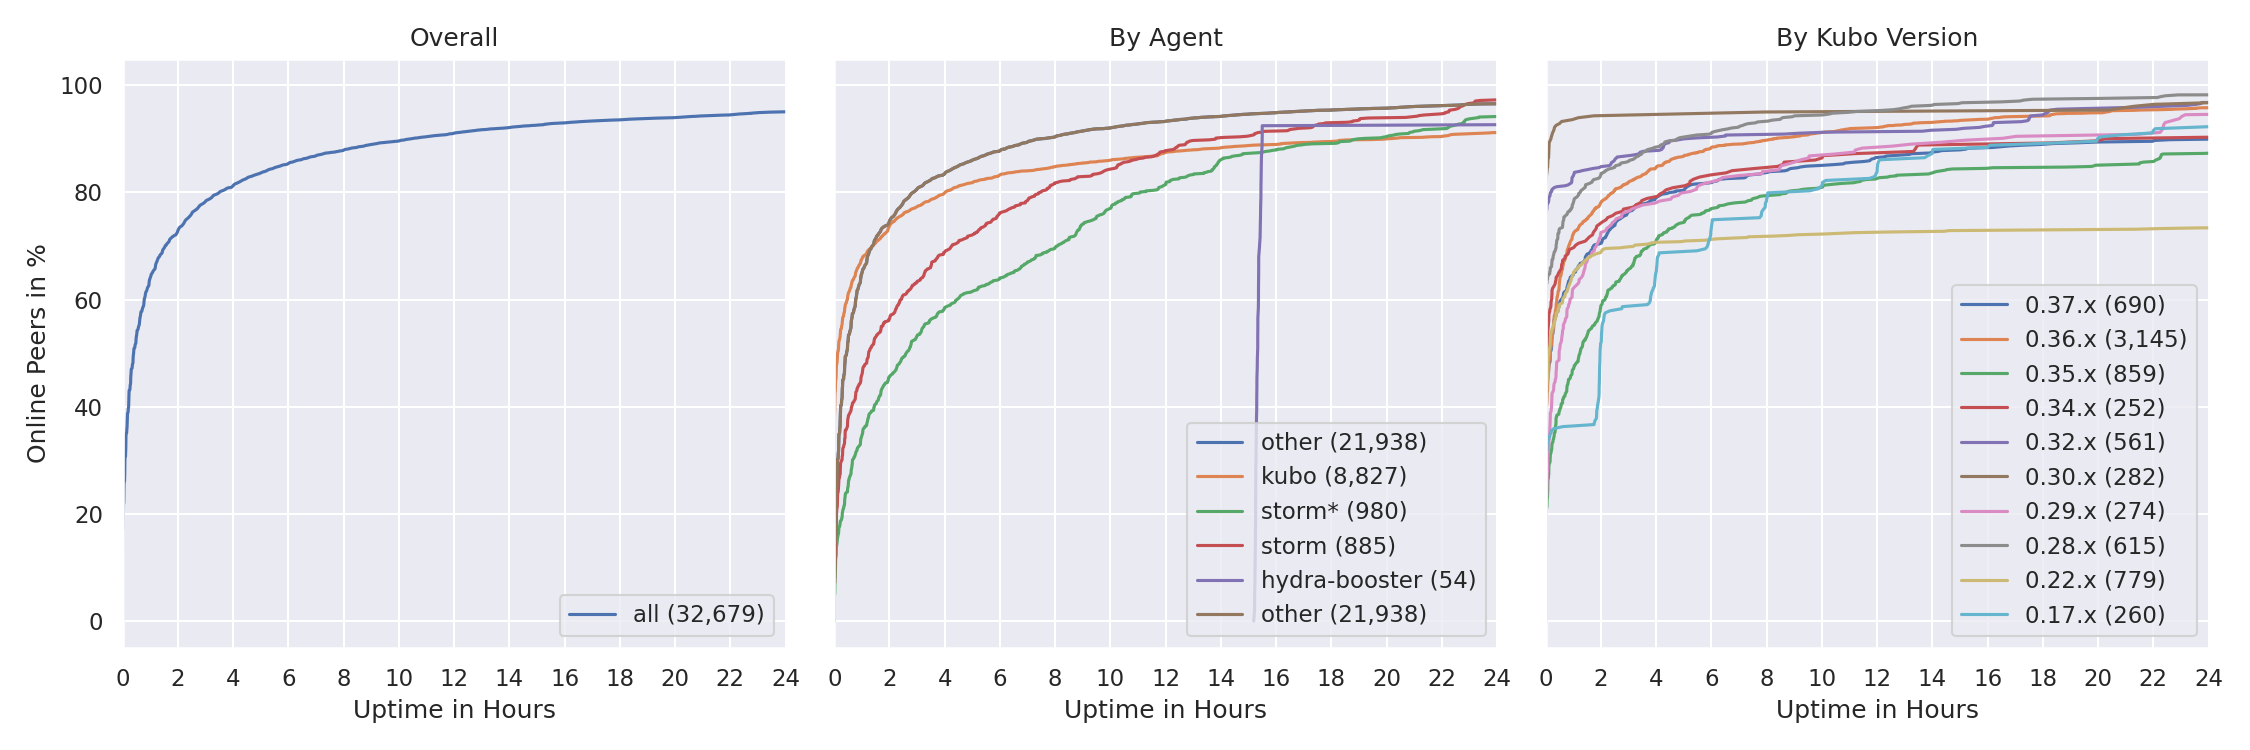 Overall
By Agent
By Kubo Version
Online Peers in %
100
80
60
40
20
0
all (32,679)
other (21,938)
kubo (8,827)
storm* (980)
storm (885)
hydra-booster (54)
other (21,938)
0.37.x (690)
0.36.x (3,145)
0.35.x (859)
0.34.x (252)
0.32.x (561)
0.30.x (282)
0.29.x (274)
0.28.x (615)
0.22.x (779)
0.17.x (260)
0 2 4 6 8 10 12 14 16 18 20 22 24
0 2 4 6 8 10 12 14 16 18 20 22 24
0 2 4 6 8 10 12 14 16 18 20 22 24
Uptime in Hours
Uptime in Hours
Uptime in Hours